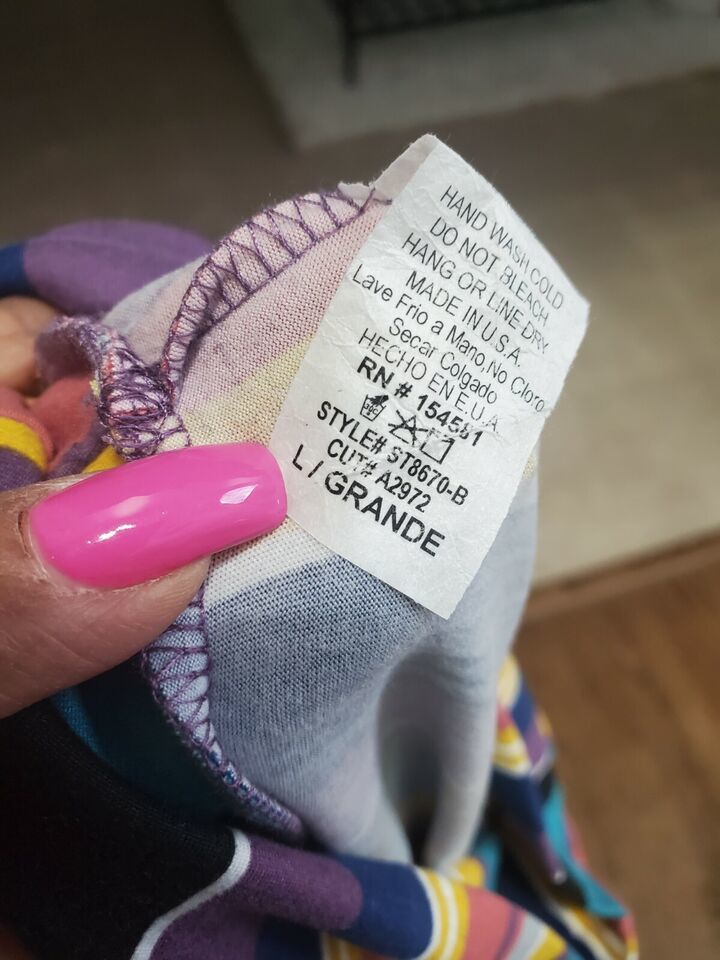 HAND WASH COLD
DO NOT BLEACH
HANG OR LINE DRY
MADE IN U.S.A.
Lave Frio a Mano,No Cloro
Secar Colgado
HECHO EN E.U.A
RN # 154561
STYLE# ST8670-B
CUT# A2972
L / GRANDE